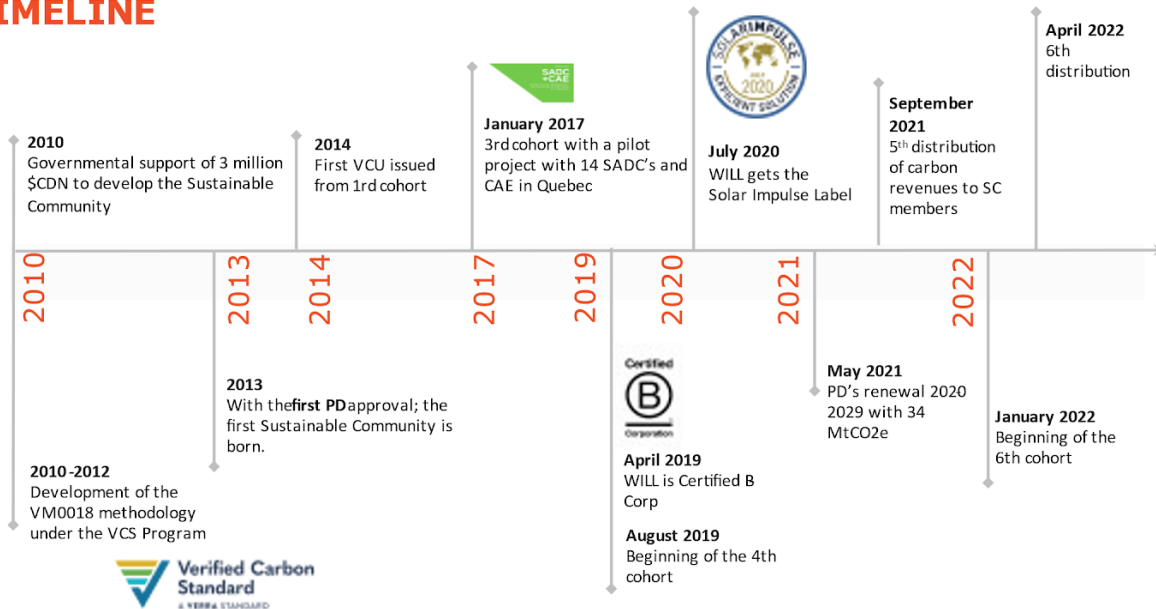 TIMELINE
2010
Governmental support of 3 million
$CDN to develop the Sustainable
Community
2014
First VCU issued
from 1rd cohort
SADC
+CAE
January 2017
3rd cohort with a pilot
project with 14 SADC's and
CAE in Quebec
SOLARIMPULSE
JULY
2020
EFFICIENT SOLUTION
July 2020
WILL gets the
Solar Impulse Label
September
2021
5th distribution
of carbon
revenues to SC
members
April 2022
6th
distribution
2010
2013
2014
2017
2019
2020
2021
2022
2010-2012
Development of the
VM0018 methodology
under the VCS Program
Verified Carbon
Standard
A VERRA STANDARD
2013
With thefirst PDapproval; the
first Sustainable Community is
born.
Certified
B
Corporation
April 2019
WILL is Certified B
Corp
August 2019
Beginning of the 4th
cohort
May 2021
PD's renewal 2020
2029 with 34
MtCO2e
January 2022
Beginning of the
6th cohort